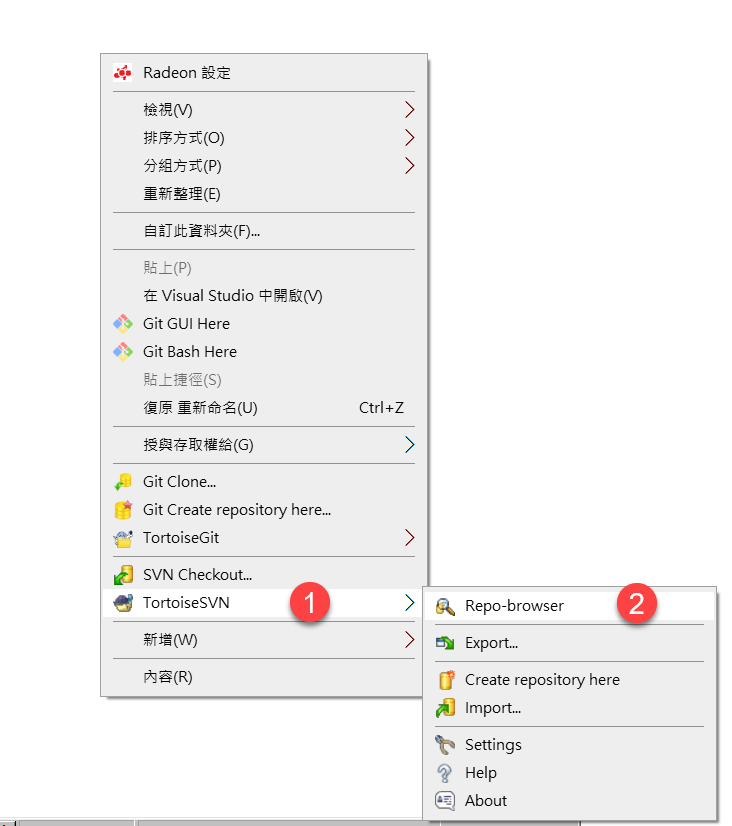 Radeon 設定
檢視(V)
排序方式(O)
分組方式(P)
重新整理(E)
自訂此資料夾(F)...
貼上(P)
在 Visual Studio 中開啟(V)
Git GUI Here
Git Bash Here
貼上捷徑(S)
復原 重新命名(U) Ctrl+Z
授與存取權給(G)
Git Clone...
Git Create repository here...
TortoiseGit
SVN Checkout...
TortoiseSVN 1
新增(W)
內容(R)
Repo-browser 2
Export...
Create repository here
Import...
Settings
Help
About